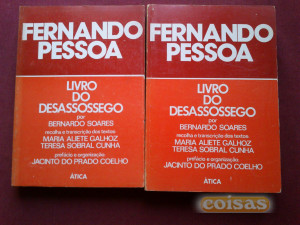 FERNANDO
PESSOA
LIVRO
DO
DESASSOSSEGO
por
BERNARDO SOARES
recolha e transcrição dos textos
MARIA ALIETE GALHOZ
TERESA SOBRAL CUNHA
prefácio e organização
JACINTO DO PRADO COELHO
ÁTICA
FERNANDO
PESSOA
LIVRO
DO
DESASSOSSEGO
por
BERNARDO SOARES
recolha e transcrição dos textos
MARIA ALIETE GALHOZ
TERESA SOBRAL CUNHA
prefácio e organização
JACINTO DO PRADO COELHO
ÁTICA
coisas